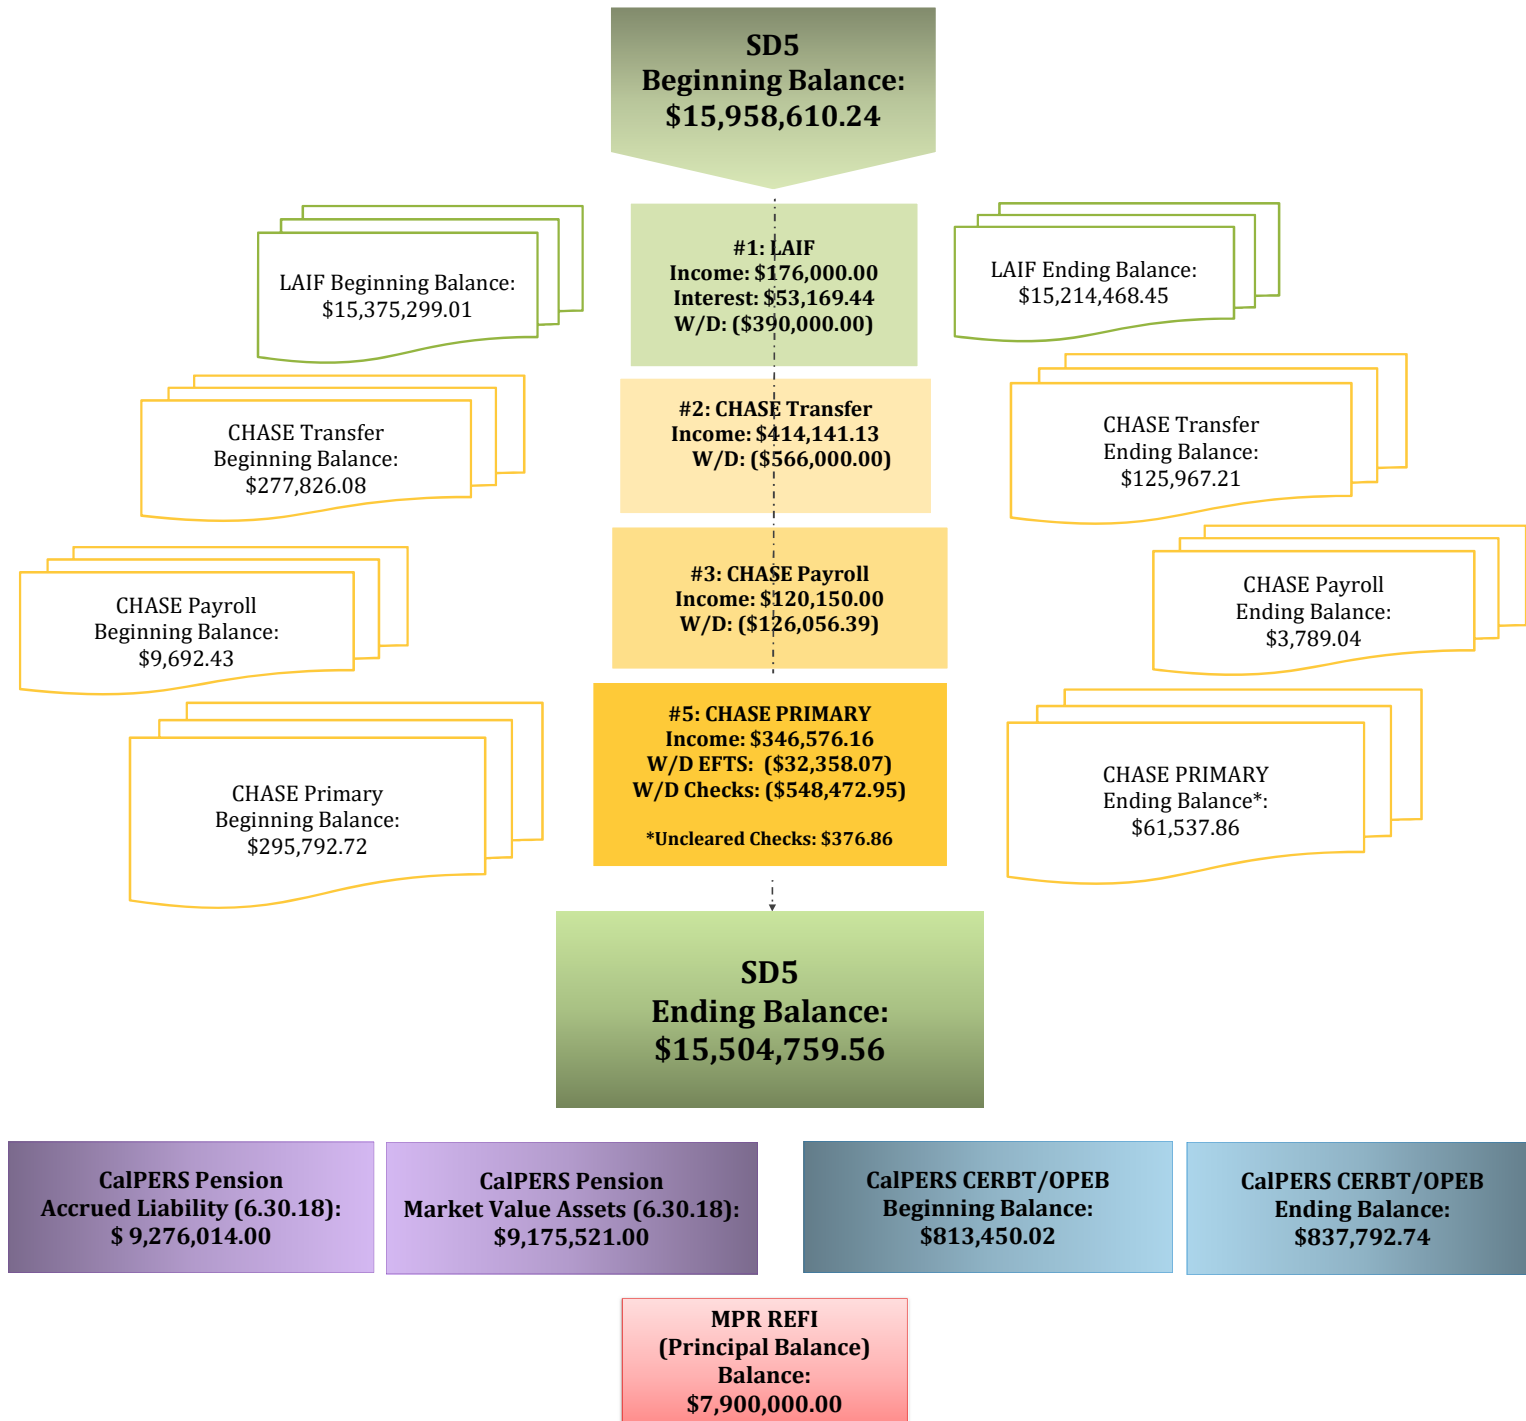 SD5
Beginning Balance:
$15,958,610.24
LAIF Beginning Balance:
$15,375,299.01
#1: LAIF
Income: $176,000.00
Interest: $53,169.44
W/D: ($390,000.00)
LAIF Ending Balance:
$15,214,468.45
CHASE Transfer
Beginning Balance:
$277,826.08
#2: CHASE Transfer
Income: $414,141.13
W/D: ($566,000.00)
CHASE Transfer
Ending Balance:
$125,967.21
CHASE Payroll
Beginning Balance:
$9,692.43
#3: CHASE Payroll
Income: $120,150.00
W/D: ($126,056.39)
CHASE Payroll
Ending Balance:
$3,789.04
CHASE Primary
Beginning Balance:
$295,792.72
#5: CHASE PRIMARY
Income: $346,576.16
W/D EFTS:  ($32,358.07)
W/D Checks: ($548,472.95)
*Uncleared Checks: $376.86
CHASE PRIMARY
Ending Balance*:
$61,537.86
SD5
Ending Balance:
$15,504,759.56
CalPERS Pension
Accrued Liability (6.30.18):
$ 9,276,014.00
CalPERS Pension
Market Value Assets (6.30.18):
$9,175,521.00
CalPERS CERBT/OPEB
Beginning Balance:
$813,450.02
CalPERS CERBT/OPEB
Ending Balance:
$837,792.74
MPR REFI
(Principal Balance)
Balance:
$7,900,000.00